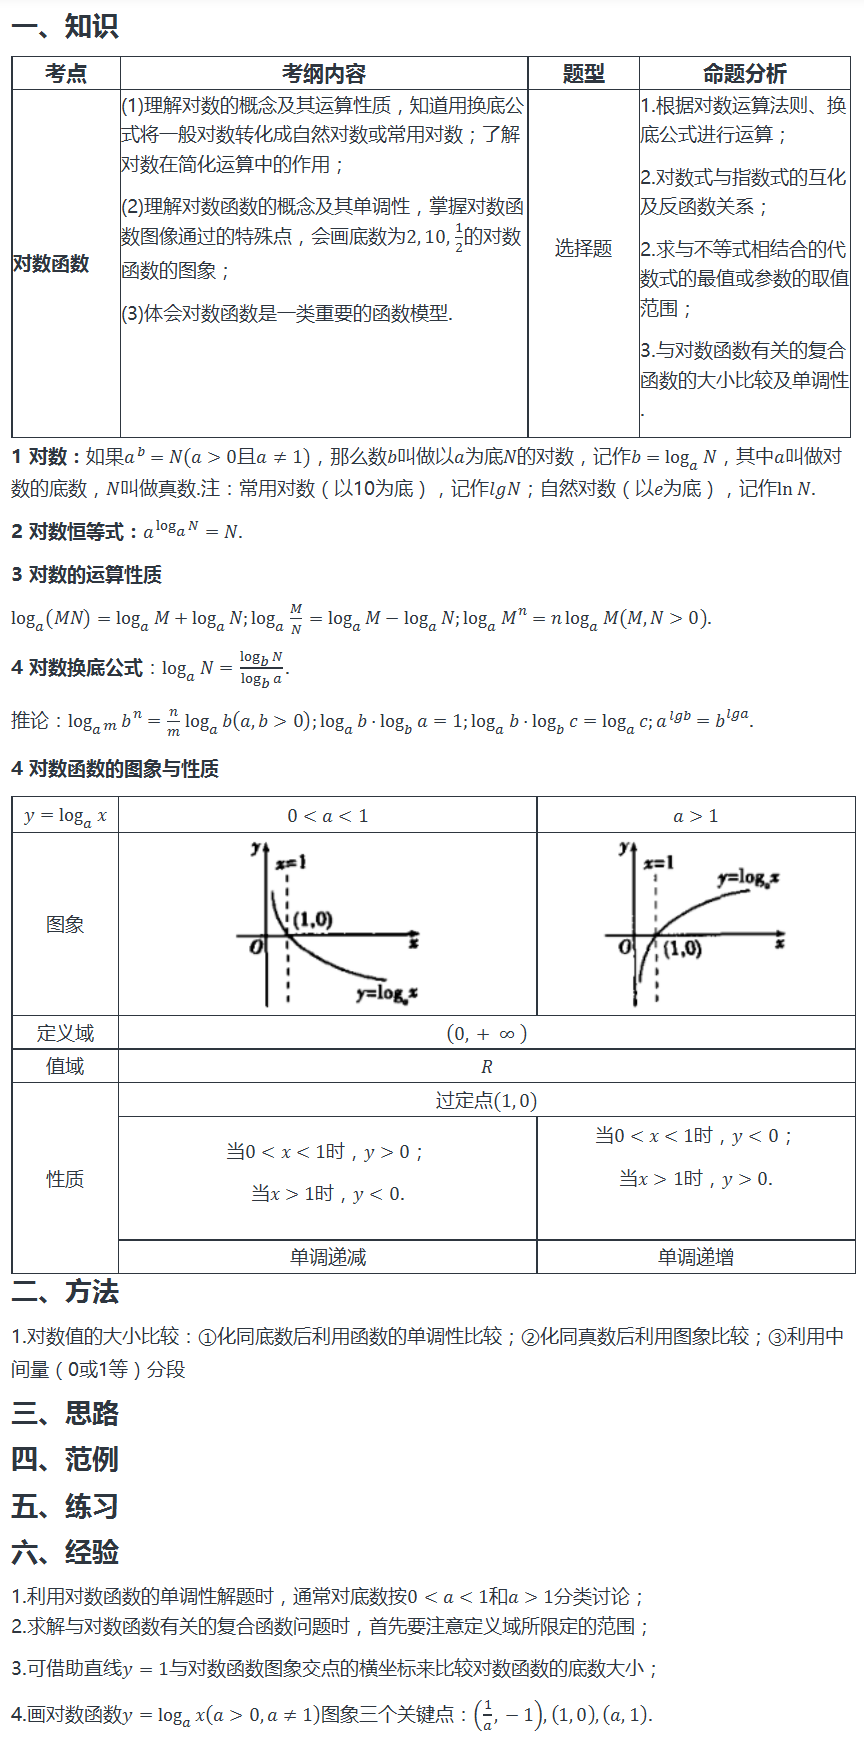 一、知识
考点 考纲内容 题型 命题分析
对数函数
(1)理解对数的概念及其运算性质，知道用换底公
式将一般对数转化成自然对数或常用对数；了解
对数在简化运算中的作用；
(2)理解对数函数的概念及其单调性，掌握对数函
数图像通过的特殊点，会画底数为2, 10, 1/2的对数
函数的图象；
(3)体会对数函数是一类重要的函数模型.
选择题
1.根据对数运算法则、换
底公式进行运算；
2.对数式与指数式的互化
及反函数关系；
2.求与不等式相结合的代
数式的最值或参数的取值
范围；
3.与对数函数有关的复合
函数的大小比较及单调性
.
1 对数：如果a^b = N(a > 0且a ≠ 1)，那么数b叫做以a为底N的对数，记作b = log_a N，其中a叫做对
数的底数，N叫做真数.注：常用对数（以10为底），记作lgN；自然对数（以e为底），记作ln N.
2 对数恒等式：a^{log_a N} = N.
3 对数的运算性质
log_a(MN) = log_a M + log_a N; log_a M/N = log_a M − log_a N; log_a M^n = n log_a M(M, N > 0).
4 对数换底公式：log_a N = log_b N / log_b a.
推论：log_{a^m} b^n = n/m log_a b(a, b > 0); log_a b · log_b a = 1; log_a b · log_b c = log_a c; a^{lgb} = b^{lga}.
4 对数函数的图象与性质
y = log_a x 0 < a < 1 a > 1
图象
y
x=1
(1,0)
O
x
y=log_a x
y
x=1
y=log_a x
O
(1,0)
x
定义域 (0, + ∞)
值域 R
性质
过定点(1, 0)
当0 < x < 1时，y > 0；
当x > 1时，y < 0.
当0 < x < 1时，y < 0；
当x > 1时，y > 0.
单调递减 单调递增
二、方法
1.对数值的大小比较：①化同底数后利用函数的单调性比较；②化同真数后利用图象比较；③利用中
间量（0或1等）分段
三、思路
四、范例
五、练习
六、经验
1.利用对数函数的单调性解题时，通常对底数按0 < a < 1和a > 1分类讨论；
2.求解与对数函数有关的复合函数问题时，首先要注意定义域所限定的范围；
3.可借助直线y = 1与对数函数图象交点的横坐标来比较对数函数的底数大小；
4.画对数函数y = log_a x(a > 0, a ≠ 1)图象三个关键点：(1/a, −1), (1, 0), (a, 1).